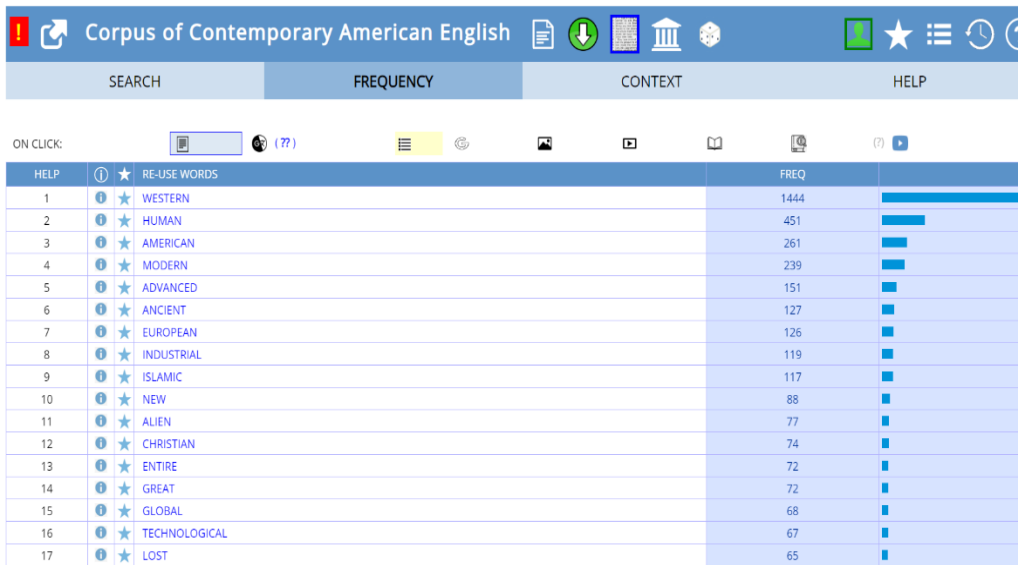 ! Corpus of Contemporary American English
SEARCH FREQUENCY CONTEXT HELP
ON CLICK: (??) (?)
HELP RE-USE WORDS FREQ
1 WESTERN 1444
2 HUMAN 451
3 AMERICAN 261
4 MODERN 239
5 ADVANCED 151
6 ANCIENT 127
7 EUROPEAN 126
8 INDUSTRIAL 119
9 ISLAMIC 117
10 NEW 88
11 ALIEN 77
12 CHRISTIAN 74
13 ENTIRE 72
14 GREAT 72
15 GLOBAL 68
16 TECHNOLOGICAL 67
17 LOST 65